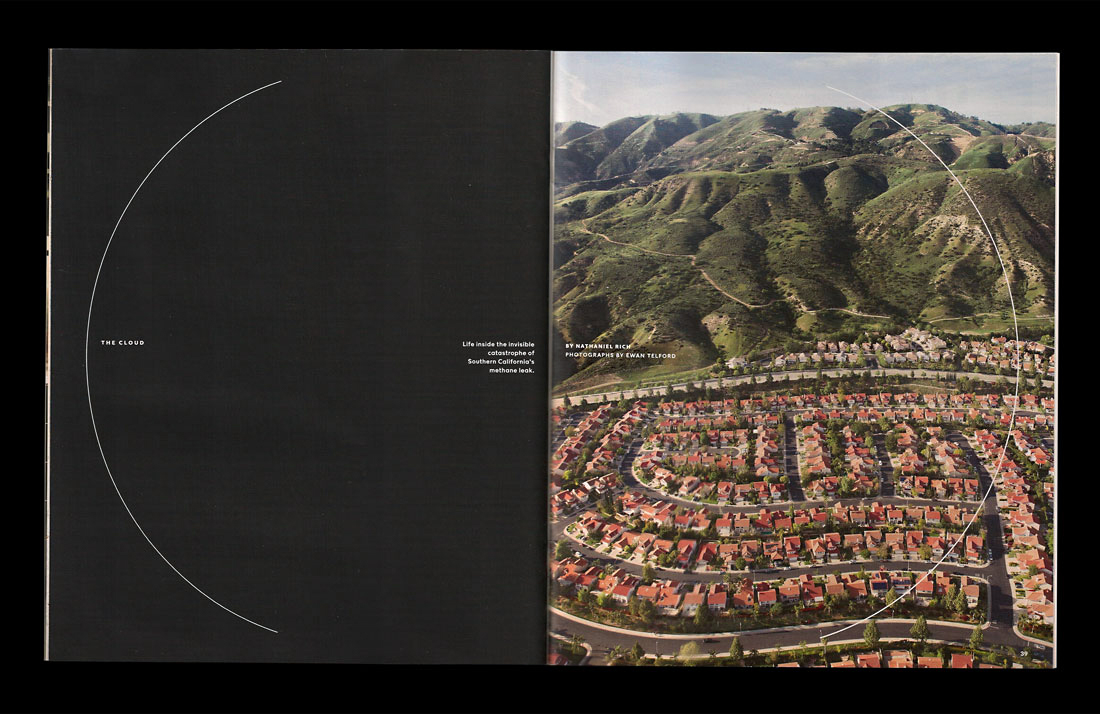 THE CLOUD
Life inside the invisible
catastrophe of
Southern California's
methane leak.
BY NATHANIEL RICH
PHOTOGRAPHS BY EWAN TELFORD
39